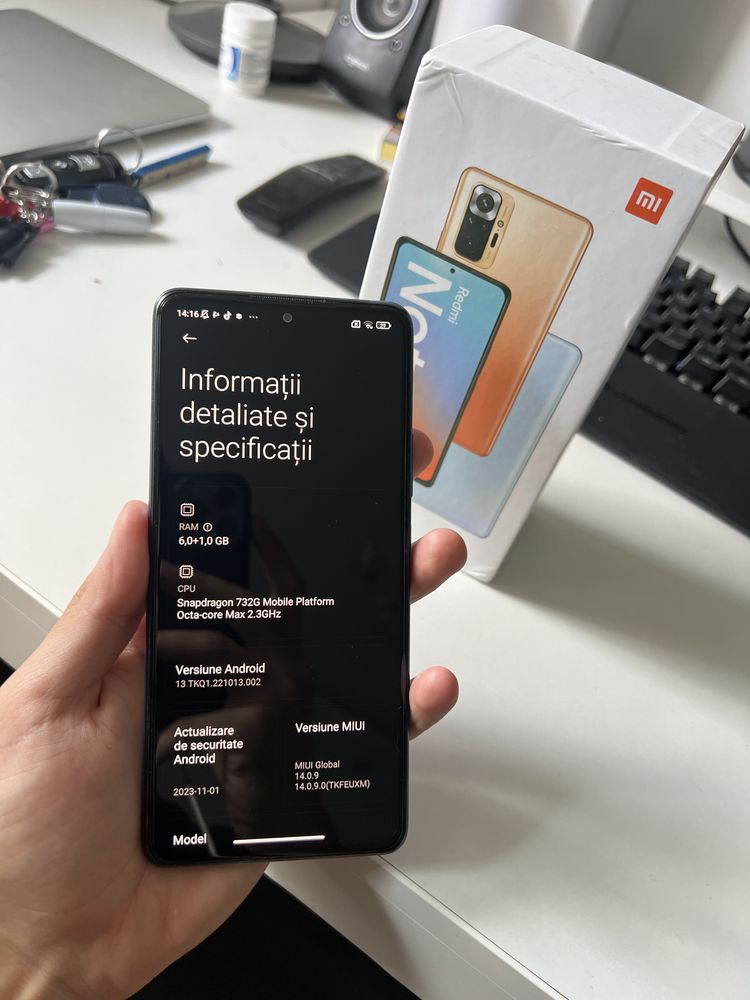 14:16
29
Informații
detaliate și
specificații
RAM
6,0+1,0 GB
CPU
Snapdragon 732G Mobile Platform
Octa-core Max 2.3GHz
Versiune Android
13 TKQ1.221013.002
Actualizare
de securitate
Android
2023-11-01
Versiune MIUI
MIUI Global
14.0.9
14.0.9.0(TKFEUXM)
Model
mi
Redmi